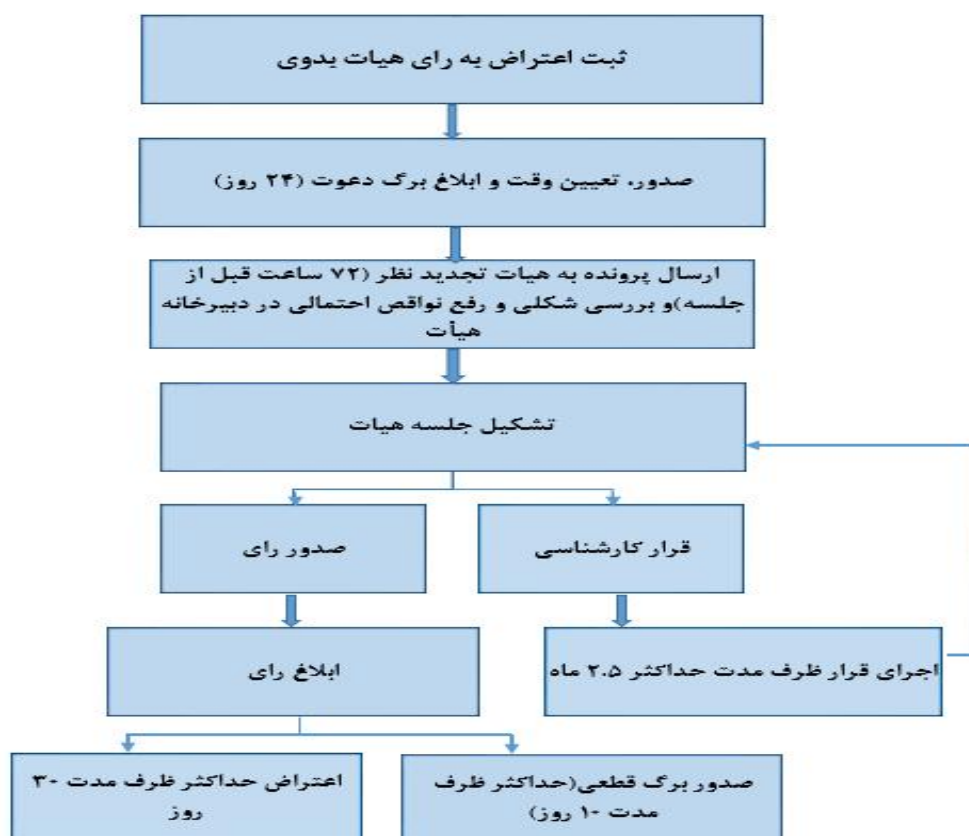 ثبت اعتراض به رای هیات بدوی
صدور، تعیین وقت و ابلاغ برگ دعوت (۲۴ روز)
ارسال پرونده به هیات تجدید نظر (۷۲ ساعت قبل از
جلسه)و بررسی شکلی و رفع نواقص احتمالی در دبیرخانه
هیأت
تشکیل جلسه هیات
قرار کارشناسی
صدور رای
اجرای قرار ظرف مدت حداکثر ۲.۵ ماه
ابلاغ رای
صدور برگ قطعی(حداکثر ظرف
مدت ۱۰ روز)
اعتراض حداکثر ظرف مدت ۳۰
روز